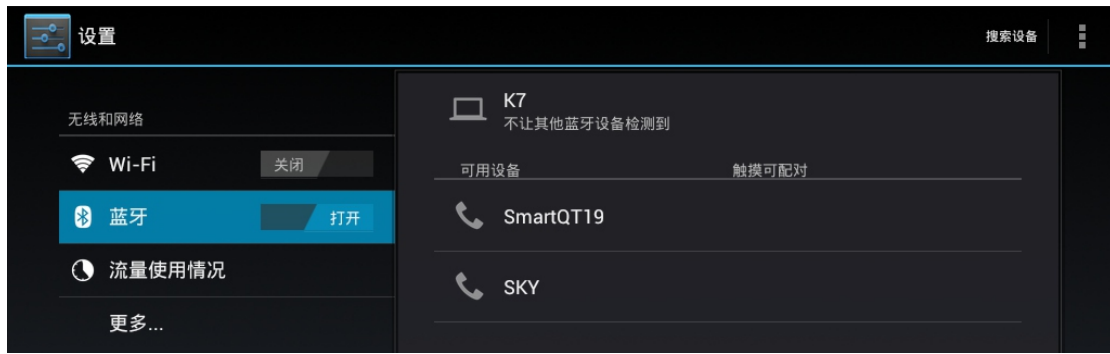 设置
搜索设备
无线和网络
Wi-Fi
关闭
蓝牙
打开
流量使用情况
更多...
K7
不让其他蓝牙设备检测到
可用设备
触摸可配对
SmartQT19
SKY